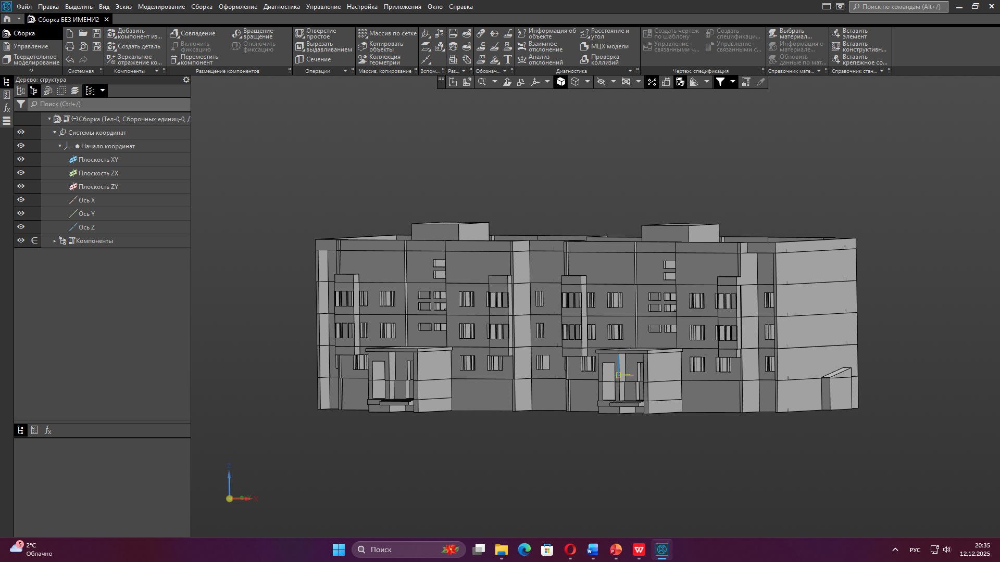 Файл Правка Выделить Вид Эскиз Моделирование Сборка Оформление Диагностика Управление Настройка Приложения Окно Справка
Поиск по командам (Alt+/)
Сборка БЕЗ ИМЕНИ2
Сборка
Управление
Твердотельное
моделирование
Системная
Добавить
компонент из...
Создать деталь
Зеркальное
отражение ко...
Компоненты
Совпадение
Включить
фиксацию
Переместить
компонент
Вращение-
вращение
Отключить
фиксацию
Размещение компонентов
Отверстие
простое
Вырезать
выдавливанием
Сечение
Операции
Массив по сетке
Копировать
объекты
Коллекция
геометрии
Массив, копирование
Вспом...
Раз...
Обознач...
Информация об
объекте
Взаимное
отклонение
Анализ
отклонений
Расстояние и
угол
МЦХ модели
Проверка
коллизий
Диагностика
Создать чертеж
по шаблону
Управление
связанными ч...
Создать
спецификаци...
Управление
связанными с...
Чертеж, спецификация
Выбрать
материал...
Информация о
материале...
Обновить
данные по мат...
Справочник мате...
Вставить
элемент
Вставить
конструктивн...
Вставить
крепежное со...
Справочник стан...
Дерево: структура
Поиск (Ctrl+/)
(-)Сборка (Тел-0, Сборочных единиц-0, Д
Системы координат
Начало координат
Плоскость XY
Плоскость ZX
Плоскость ZY
Ось X
Ось Y
Ось Z
Компоненты
Z
X
5
2°C
Облачно
Поиск
РУС
20:35
12.12.2025